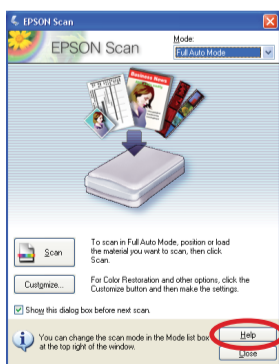 EPSON Scan
EPSON Scan
Mode:
Full Auto Mode
Business News
Scan
To scan in Full Auto Mode, position or load
the material you want to scan, then click
Scan.
Customize...
For Color Restoration and other options, click the
Customize button and then make the settings.
Show this dialog box before next scan.
You can change the scan mode in the Mode list box
at the top right of the window.
Help
Close